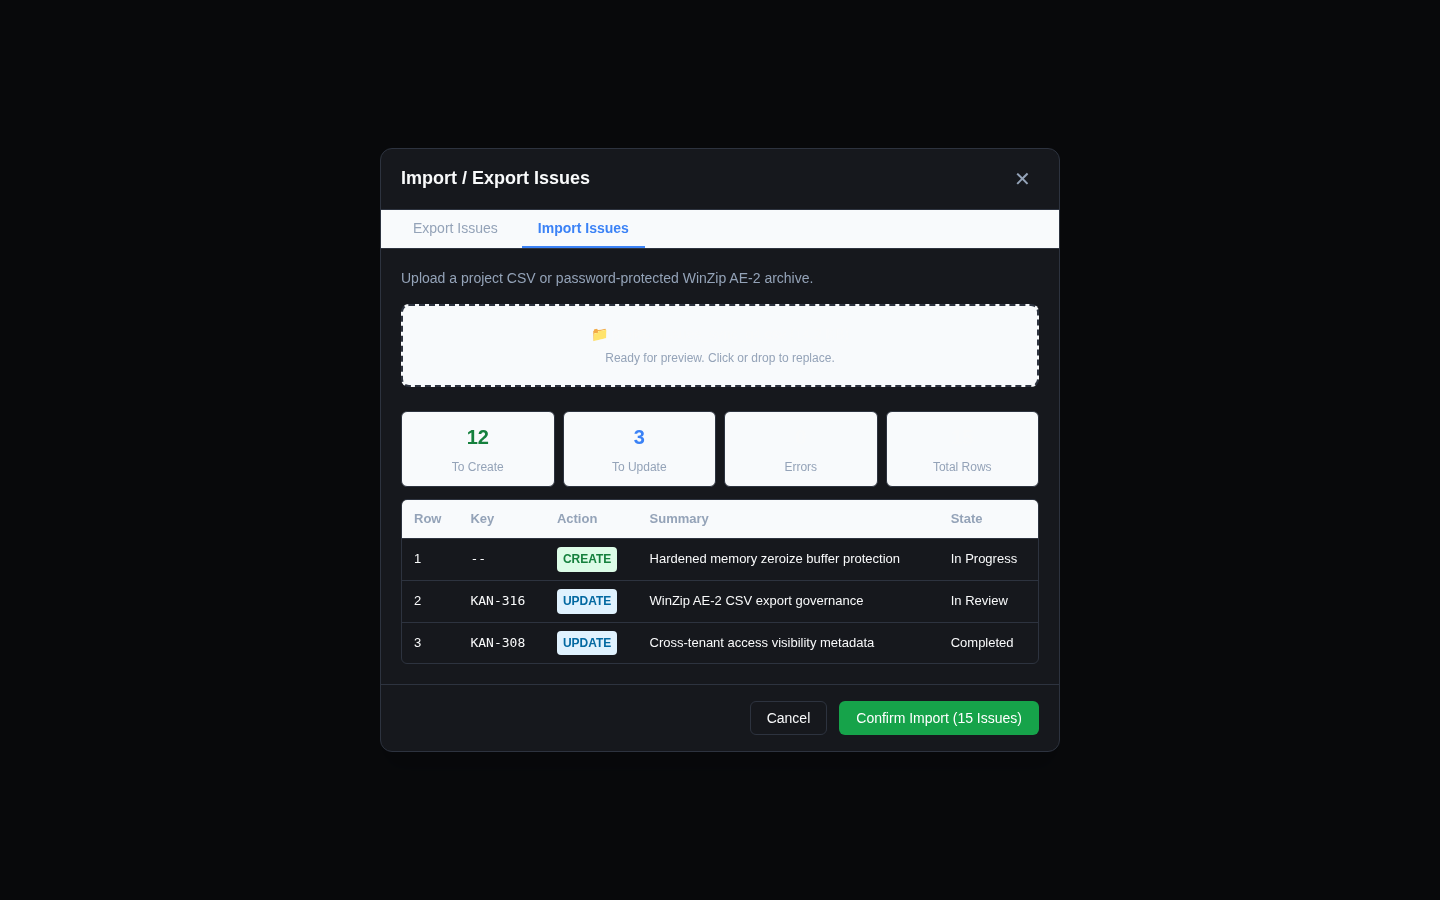 Import / Export Issues
Export Issues
Import Issues
Upload a project CSV or password-protected WinZip AE-2 archive.
Ready for preview. Click or drop to replace.
12
3
To Create
To Update
Errors
Total Rows
Row Key Action Summary State
1 -- CREATE Hardened memory zeroize buffer protection In Progress
2 KAN-316 UPDATE WinZip AE-2 CSV export governance In Review
3 KAN-308 UPDATE Cross-tenant access visibility metadata Completed
Cancel
Confirm Import (15 Issues)